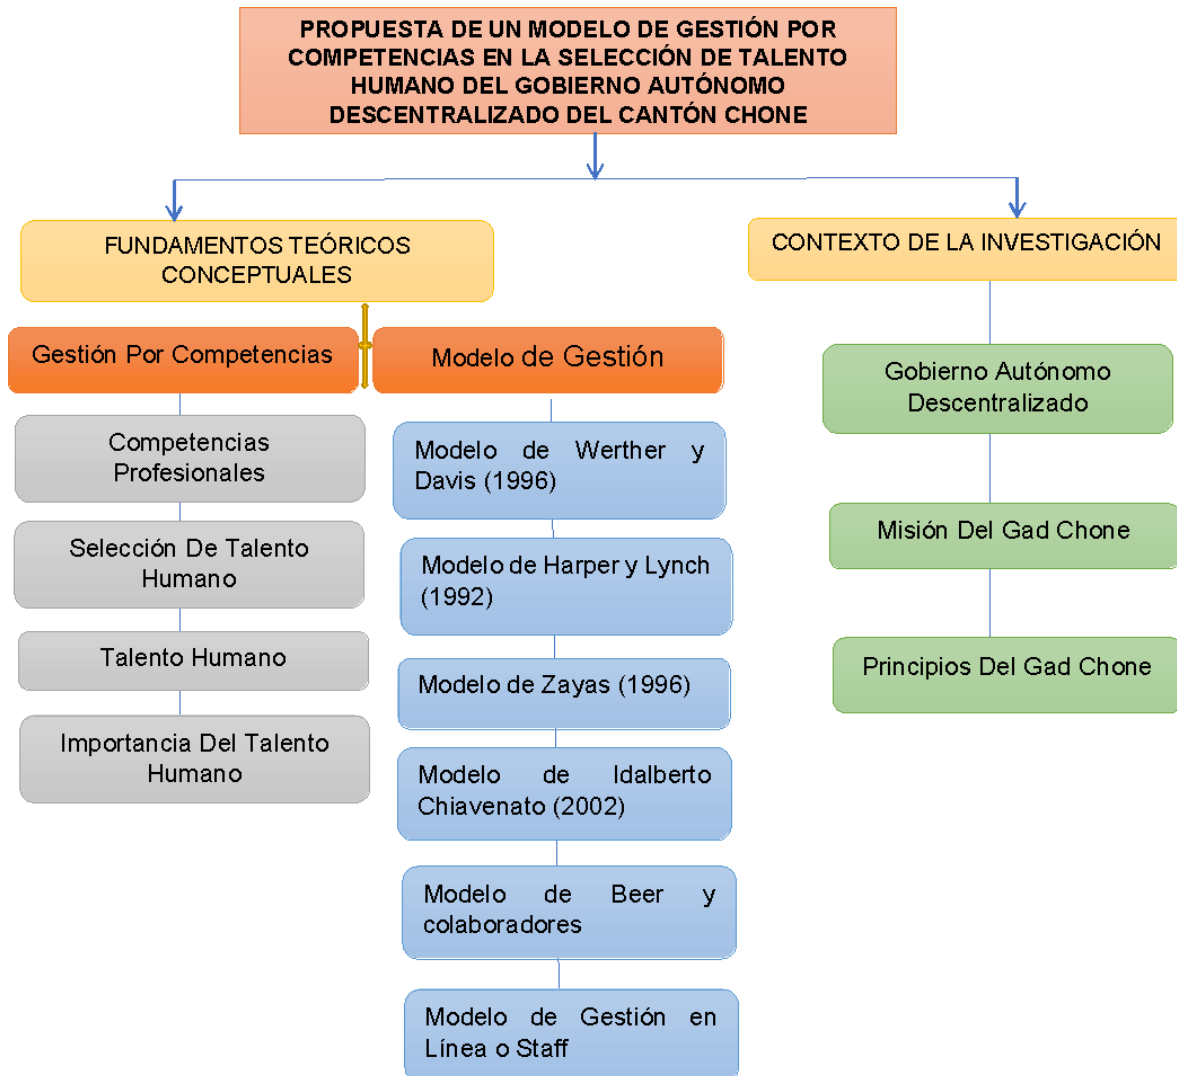 PROPUESTA DE UN MODELO DE GESTIÓN POR
COMPETENCIAS EN LA SELECCIÓN DE TALENTO
HUMANO DEL GOBIERNO AUTÓNOMO
DESCENTRALIZADO DEL CANTÓN CHONE
FUNDAMENTOS TEÓRICOS
CONCEPTUALES
Gestión Por Competencias
Competencias
Profesionales
Selección De Talento
Humano
Talento Humano
Importancia Del Talento
Humano
Modelo de Gestión
Modelo de Werther y
Davis (1996)
Modelo de Harper y Lynch
(1992)
Modelo de Zayas (1996)
Modelo de Idalberto
Chiavenato (2002)
Modelo de Beer y
colaboradores
Modelo de Gestión en
Línea o Staff
CONTEXTO DE LA INVESTIGACIÓN
Gobierno Autónomo
Descentralizado
Misión Del Gad Chone
Principios Del Gad Chone